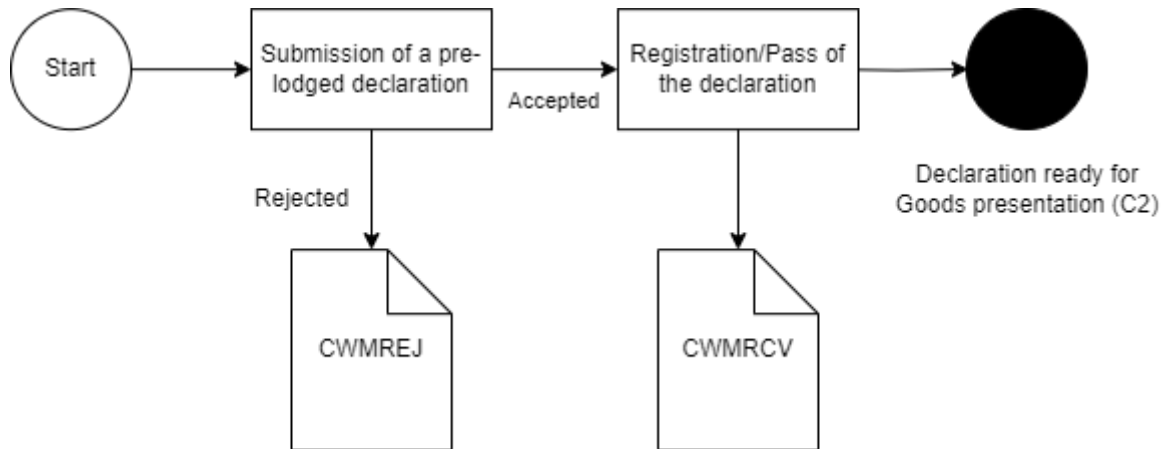 Start
Submission of a pre-
lodged declaration
Accepted
Registration/Pass of
the declaration
Declaration ready for
Goods presentation (C2)
Rejected
CWMREJ
CWMRCV